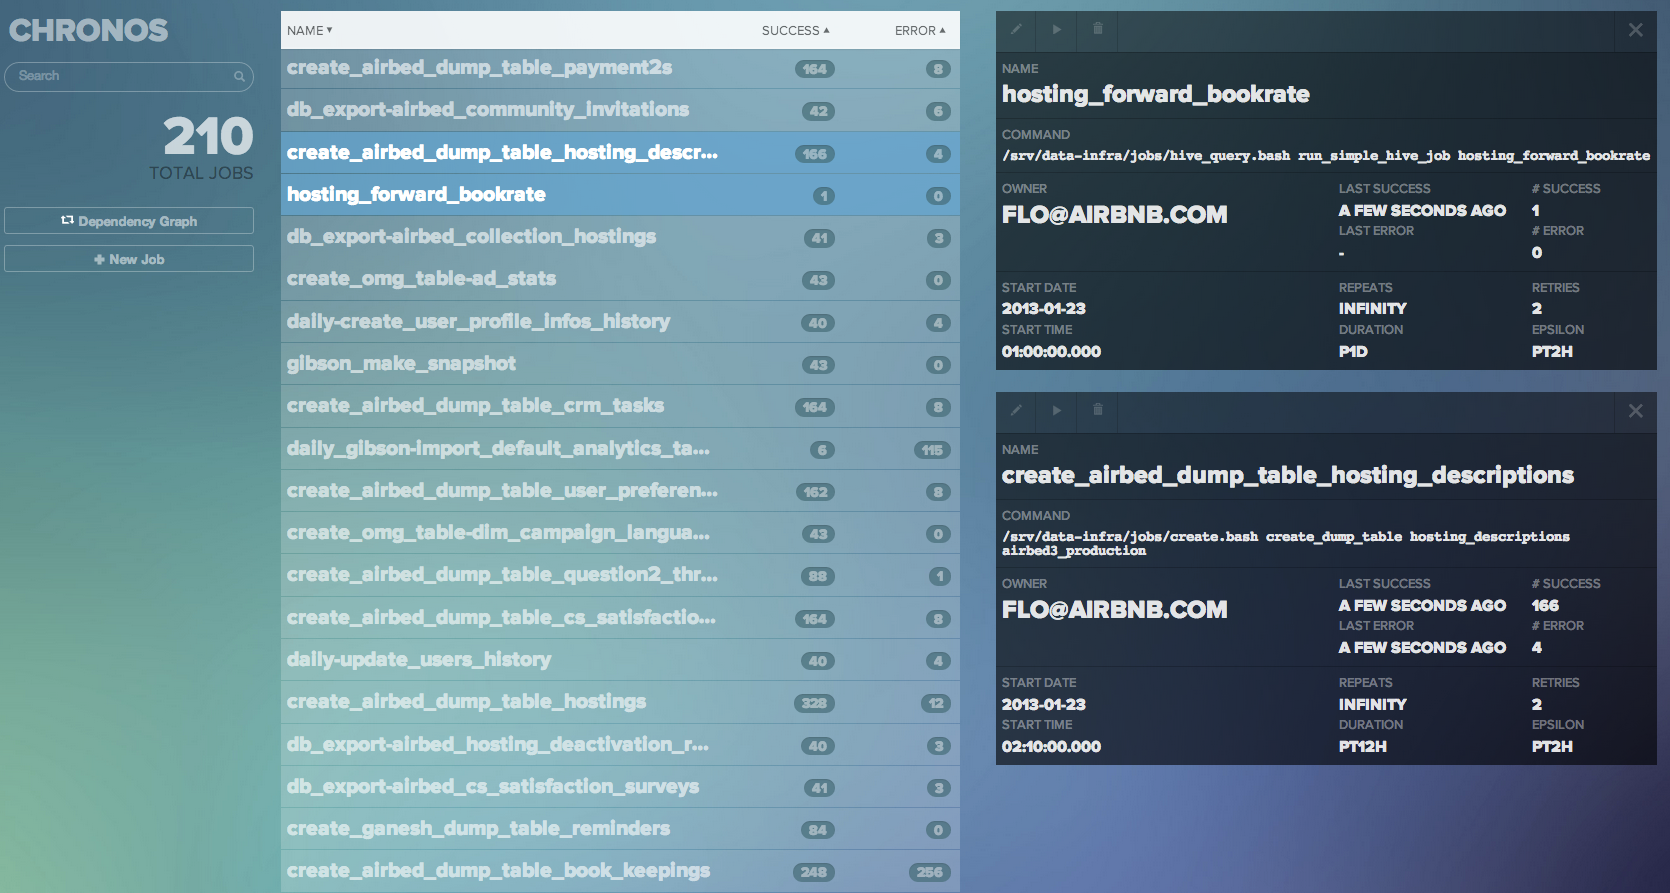 CHRONOS
Search
210
TOTAL JOBS
Dependency Graph
New Job
NAME SUCCESS ERROR
create_airbed_dump_table_payment2s 164 8
db_export-airbed_community_invitations 42 6
create_airbed_dump_table_hosting_descr... 166 4
hosting_forward_bookrate 1 0
db_export-airbed_collection_hostings 41 3
create_omg_table-ad_stats 43 0
daily-create_user_profile_infos_history 40 4
gibson_make_snapshot 43 0
create_airbed_dump_table_crm_tasks 164 8
daily_gibson-import_default_analytics_ta... 6 115
create_airbed_dump_table_user_preferen... 162 8
create_omg_table-dim_campaign_langua... 43 0
create_airbed_dump_table_question2_thr... 88 1
create_airbed_dump_table_cs_satisfactio... 164 8
daily-update_users_history 40 4
create_airbed_dump_table_hostings 328 12
db_export-airbed_hosting_deactivation_r... 40 3
db_export-airbed_cs_satisfaction_surveys 41 3
create_ganesh_dump_table_reminders 84 0
create_airbed_dump_table_book_keepings 248 256
NAME
hosting_forward_bookrate
COMMAND
/srv/data-infra/jobs/hive_query.bash run_simple_hive_job hosting_forward_bookrate
OWNER LAST SUCCESS # SUCCESS
FLO@AIRBNB.COM A FEW SECONDS AGO 1
LAST ERROR # ERROR
- 0
START DATE REPEATS RETRIES
2013-01-23 INFINITY 2
START TIME DURATION EPSILON
01:00:00.000 P1D PT2H
NAME
create_airbed_dump_table_hosting_descriptions
COMMAND
/srv/data-infra/jobs/create.bash create_dump_table hosting_descriptions
airbed3_production
OWNER LAST SUCCESS # SUCCESS
FLO@AIRBNB.COM A FEW SECONDS AGO 166
LAST ERROR # ERROR
A FEW SECONDS AGO 4
START DATE REPEATS RETRIES
2013-01-23 INFINITY 2
START TIME DURATION EPSILON
02:10:00.000 PT12H PT2H